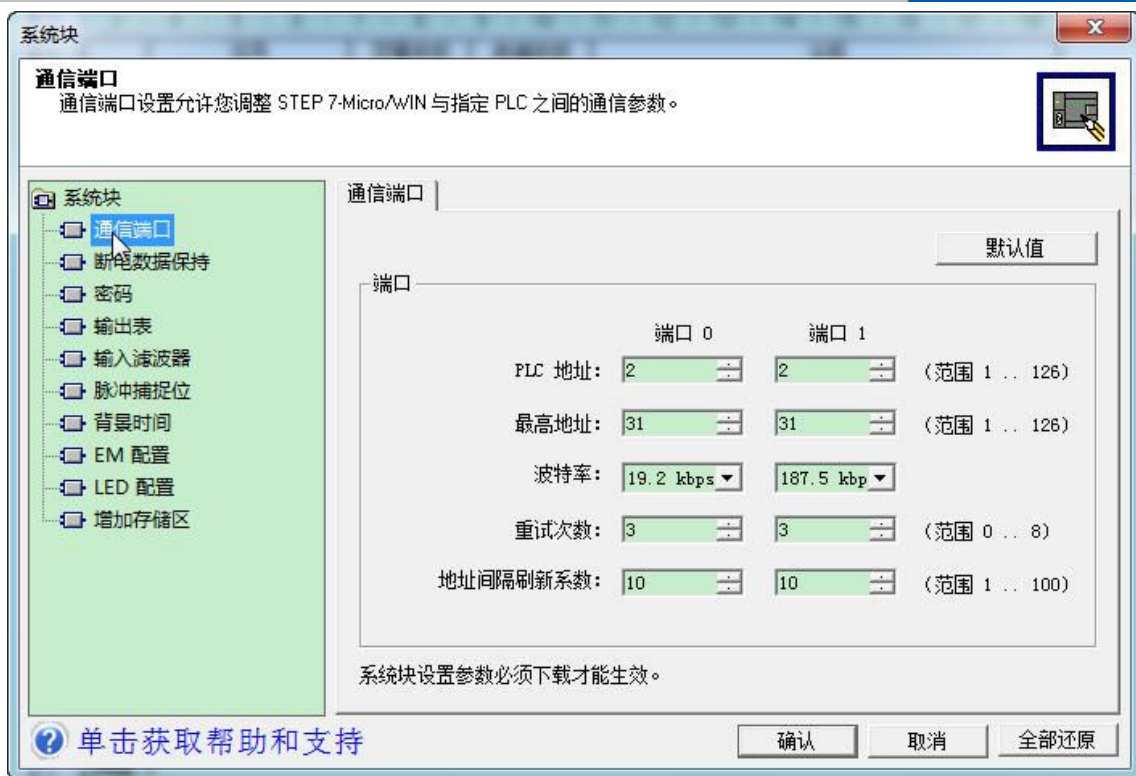 系统块
通信端口
通信端口设置允许您调整 STEP 7-Micro/WIN 与指定 PLC 之间的通信参数。
系统块
通信端口
断电数据保持
密码
输出表
输入滤波器
脉冲捕捉位
背景时间
EM 配置
LED 配置
增加存储区
通信端口
默认值
端口
端口 0 端口 1
PLC 地址: 2 2 (范围 1 .. 126)
最高地址: 31 31 (范围 1 .. 126)
波特率: 19.2 kbps 187.5 kbp
重试次数: 3 3 (范围 0 .. 8)
地址间隔刷新系数: 10 10 (范围 1 .. 100)
系统块设置参数必须下载才能生效。
单击获取帮助和支持
确认 取消 全部还原